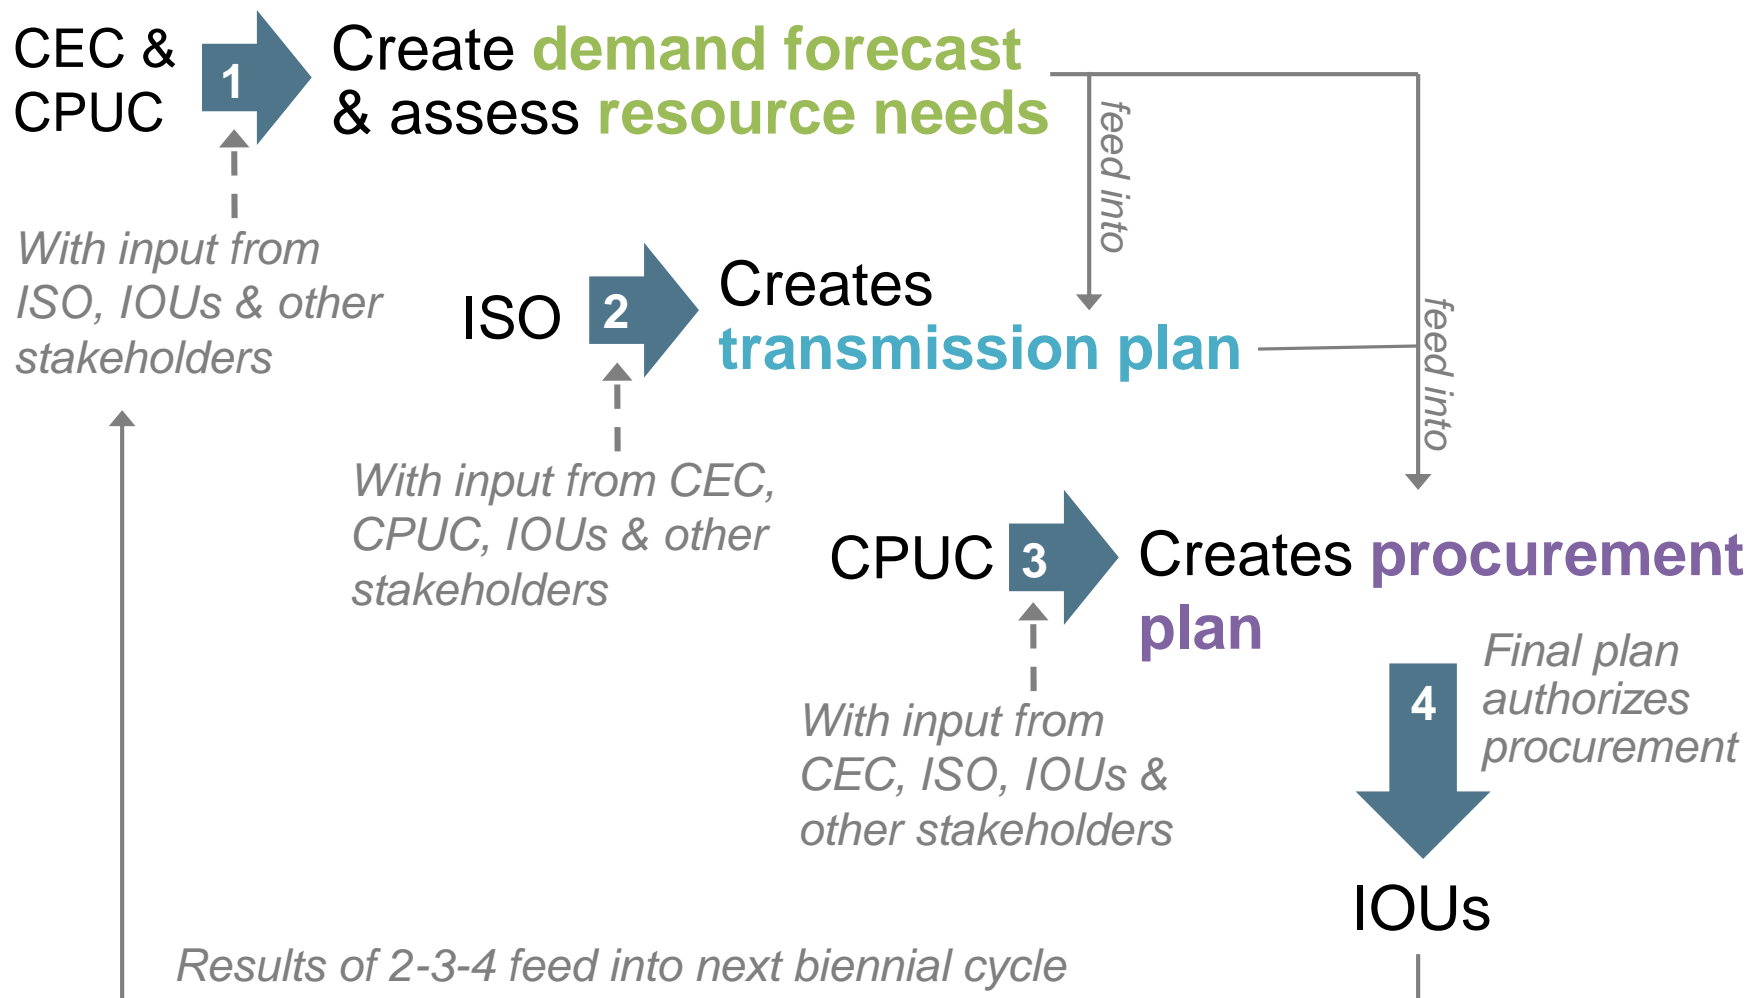 CEC &
CPUC
1
Create demand forecast
& assess resource needs
feed into
feed into
With input from
ISO, IOUs & other
stakeholders
ISO
2
Creates
transmission plan
With input from CEC,
CPUC, IOUs & other
stakeholders
CPUC
3
Creates procurement
plan
With input from
CEC, ISO, IOUs &
other stakeholders
4
Final plan
authorizes
procurement
IOUs
Results of 2-3-4 feed into next biennial cycle